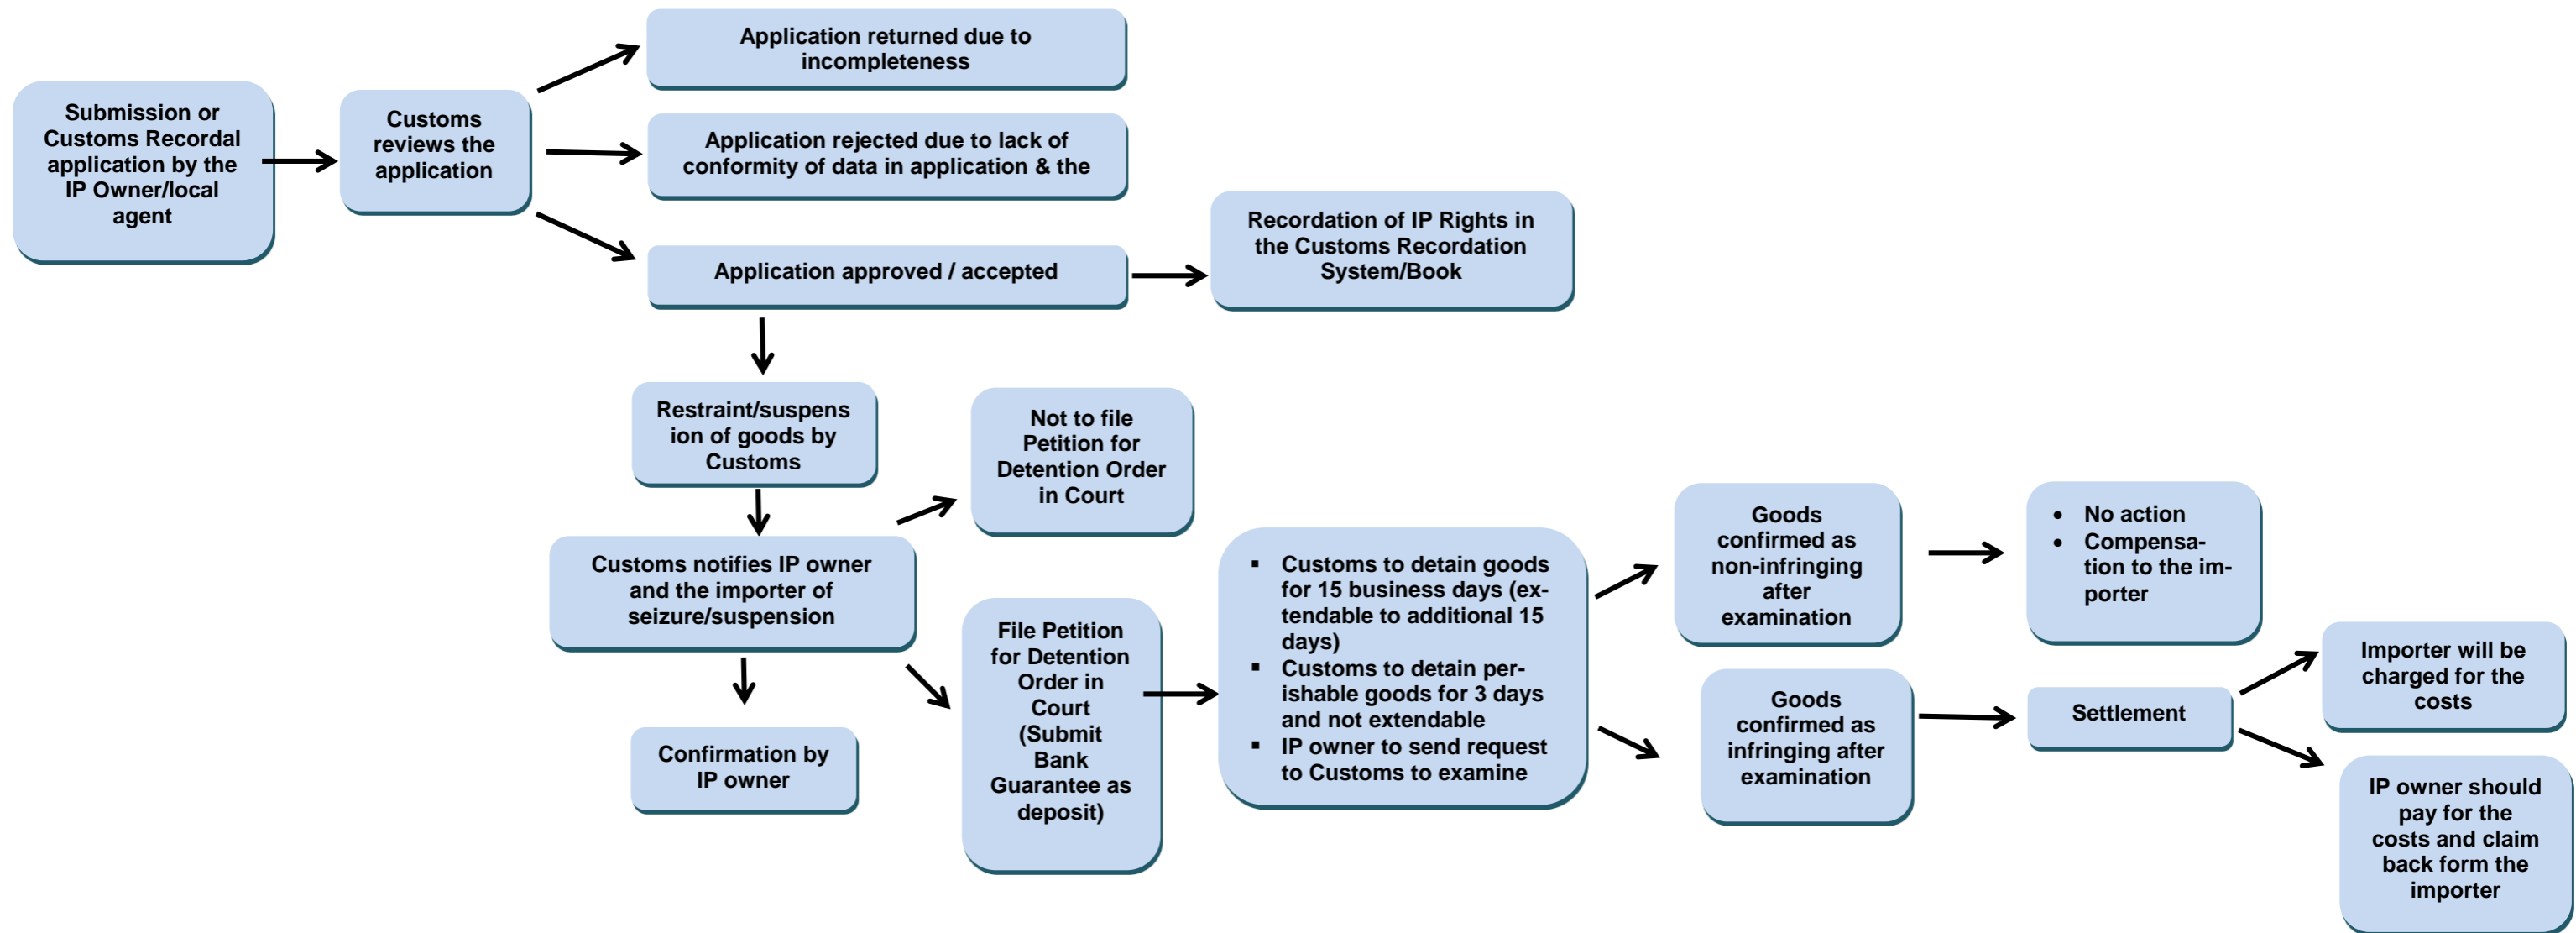 Application returned due to
incompleteness
Submission or
Customs Recordal
application by the
IP Owner/local
agent
Customs
reviews the
application
Application rejected due to lack of
conformity of data in application & the
Application approved / accepted
Recordation of IP Rights in
the Customs Recordation
System/Book
Restraint/suspens
ion of goods by
Customs
Not to file
Petition for
Detention Order
in Court
Customs notifies IP owner
and the importer of
seizure/suspension
Confirmation by
IP owner
File Petition
for Detention
Order in
Court
(Submit
Bank
Guarantee as
deposit)
▪ Customs to detain goods
for 15 business days (ex-
tendable to additional 15
days)
▪ Customs to detain per-
ishable goods for 3 days
and not extendable
▪ IP owner to send request
to Customs to examine
Goods
confirmed as
non-infringing
after
examination
• No action
• Compensa-
tion to the im-
porter
Goods
confirmed as
infringing after
examination
Settlement
Importer will be
charged for the
costs
IP owner should
pay for the
costs and claim
back form the
importer